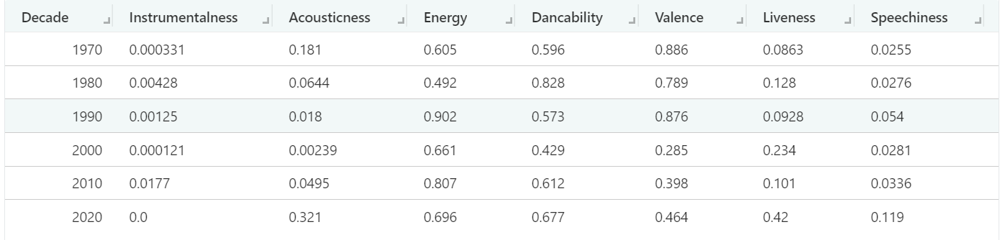 Decade Instrumentalness Acousticness Energy Dancability Valence Liveness Speechiness
1970 0.000331 0.181 0.605 0.596 0.886 0.0863 0.0255
1980 0.00428 0.0644 0.492 0.828 0.789 0.128 0.0276
1990 0.00125 0.018 0.902 0.573 0.876 0.0928 0.054
2000 0.000121 0.00239 0.661 0.429 0.285 0.234 0.0281
2010 0.0177 0.0495 0.807 0.612 0.398 0.101 0.0336
2020 0.0 0.321 0.696 0.677 0.464 0.42 0.119